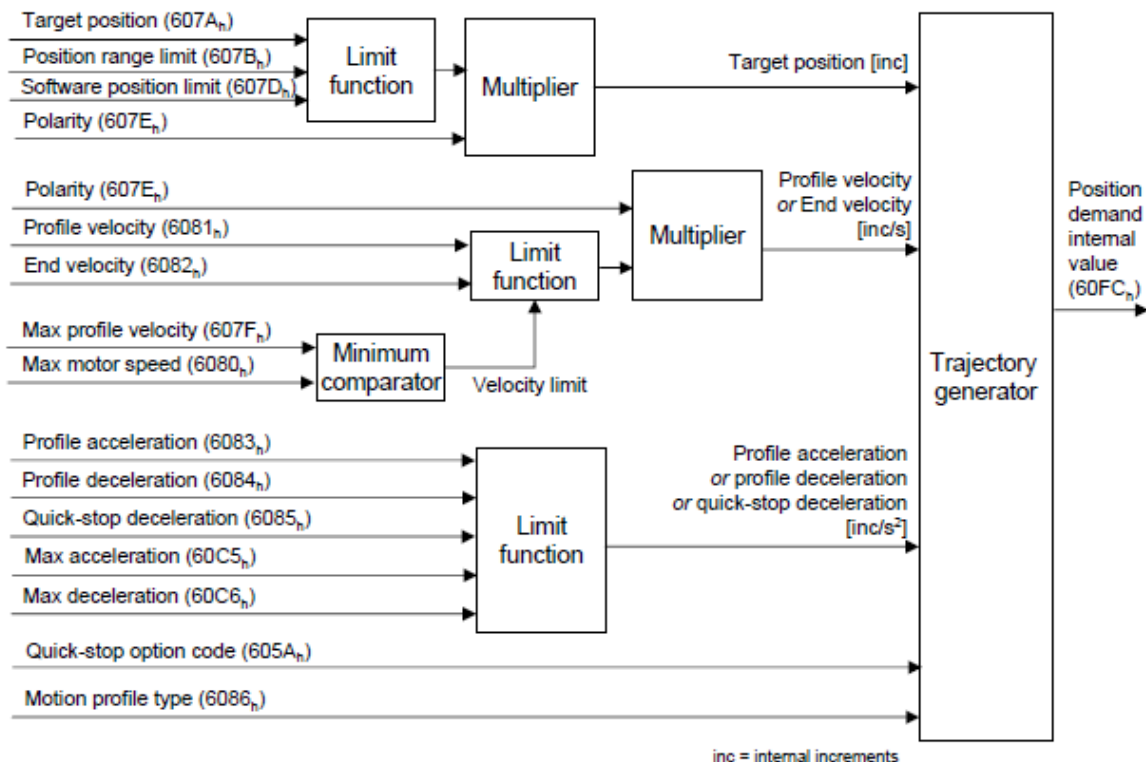 Target position (607Ah)
Position range limit (607Bh)
Software position limit (607Dh)
Polarity (607Eh)
Limit
function
Multiplier
Target position [inc]
Polarity (607Eh)
Profile velocity (6081h)
End velocity (6082h)
Limit
function
Multiplier
Profile velocity
or End velocity
[inc/s]
Max profile velocity (607Fh)
Max motor speed (6080h)
Minimum
comparator
Velocity limit
Profile acceleration (6083h)
Profile deceleration (6084h)
Quick-stop deceleration (6085h)
Max acceleration (60C5h)
Max deceleration (60C6h)
Limit
function
Profile acceleration
or profile deceleration
or quick-stop deceleration
[inc/s²]
Quick-stop option code (605Ah)
Motion profile type (6086h)
Trajectory
generator
Position
demand
internal
value
(60FCh)
inc = internal increments